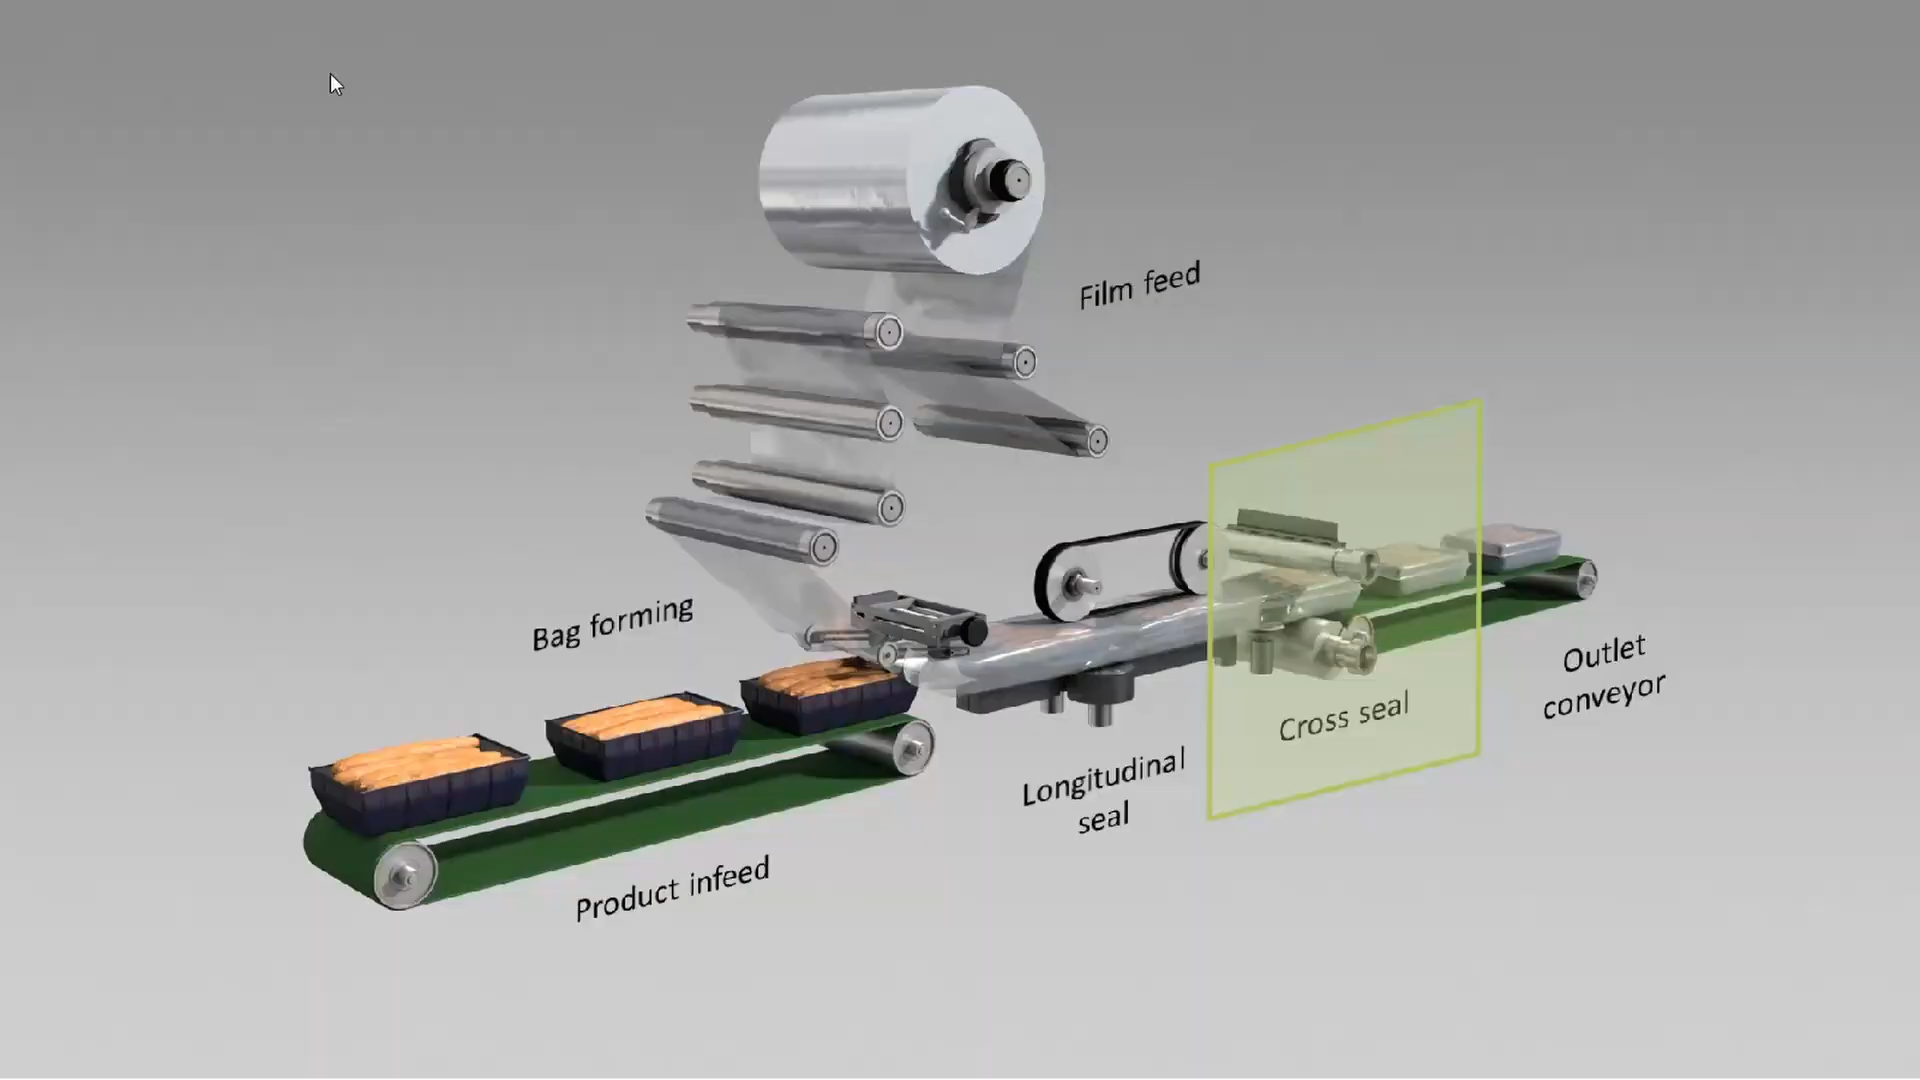 Film feed
Bag forming
Outlet
conveyor
Cross seal
Longitudinal
seal
Product infeed